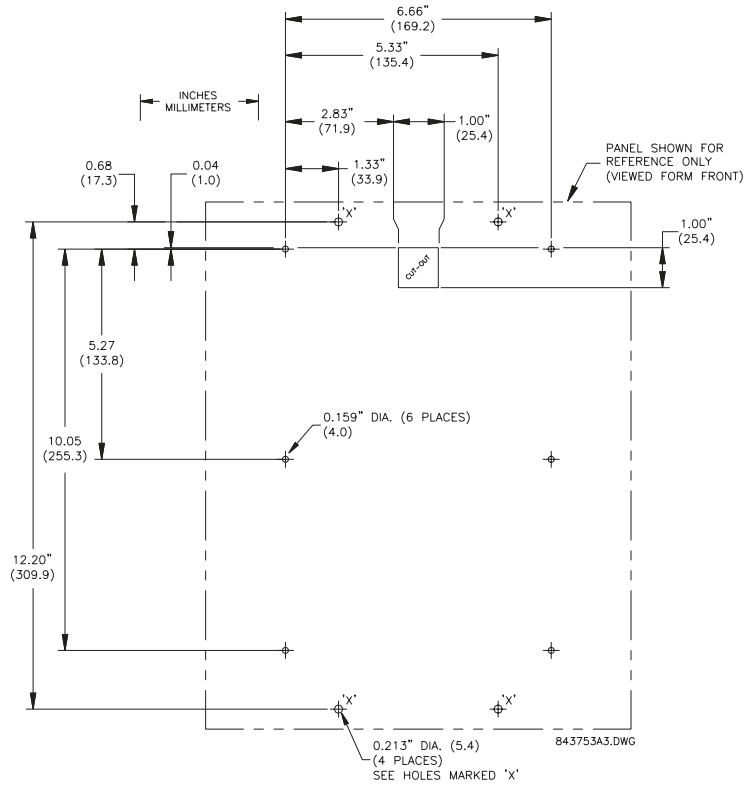 6.66"
(169.2)
5.33"
(135.4)
INCHES
MILLIMETERS
2.83"
(71.9)
1.00"
(25.4)
PANEL SHOWN FOR
REFERENCE ONLY
(VIEWED FORM FRONT)
0.68
(17.3)
0.04
(1.0)
1.33"
(33.9)
'X'
'X'
1.00"
(25.4)
CUT-OUT
5.27
(133.8)
0.159" DIA. (6 PLACES)
(4.0)
10.05
(255.3)
12.20"
(309.9)
'X'
'X'
0.213" DIA. (5.4)
(4 PLACES)
SEE HOLES MARKED 'X'
843753A3.DWG